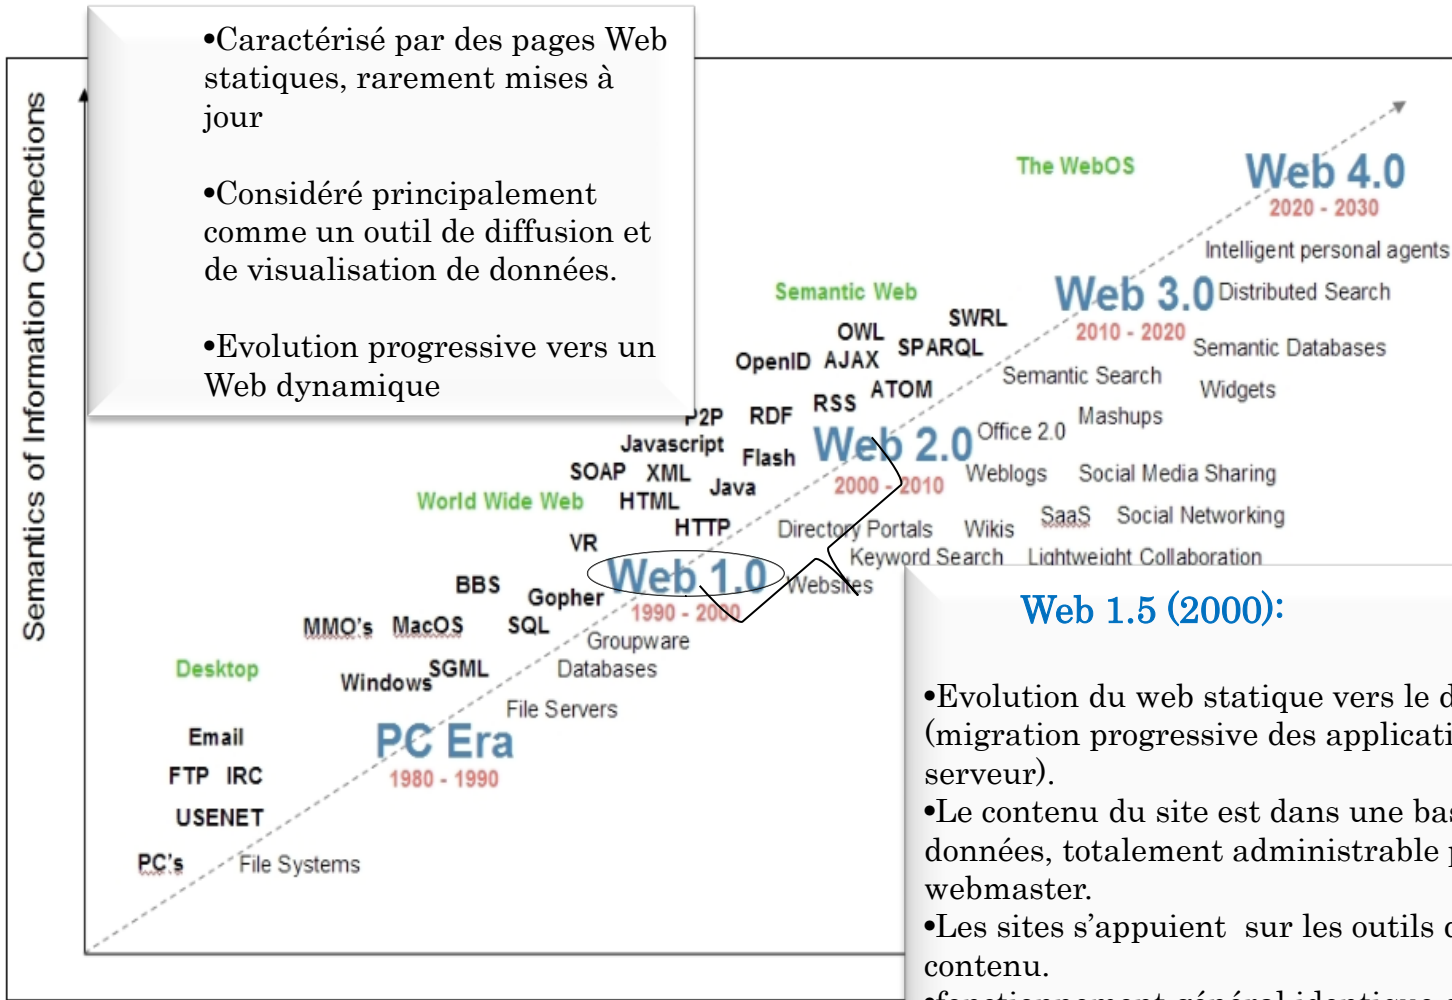 •Caractérisé par des pages Web
statiques, rarement mises à
jour
•Considéré principalement
comme un outil de diffusion et
de visualisation de données.
•Evolution progressive vers un
Web dynamique
Semantics of Information Connections
The WebOS
Web 4.0
2020 - 2030
Intelligent personal agents
Semantic Web
Web 3.0
Distributed Search
2010 - 2020
SWRL
OWL
SPARQL
Semantic Databases
OpenID AJAX
Semantic Search
Widgets
ATOM
RSS
P2P RDF
Mashups
Office 2.0
Javascript
Flash
Web 2.0
2000 - 2010
SOAP XML
Java
Weblogs
Social Media Sharing
World Wide Web
HTML
HTTP
Directory Portals
Wikis
SaaS
Social Networking
VR
Keyword Search
Lightweight Collaboration
BBS
Gopher
Web 1.0
Websites
1990 - 2000
MMO's MacOS SQL
Groupware
Desktop
Windows
SGML
Databases
File Servers
Email
PC Era
1980 - 1990
FTP IRC
USENET
PC's
File Systems
Web 1.5 (2000):
•Evolution du web statique vers le
(migration progressive des
serveur).
•Le contenu du site est dans une
données, totalement administrable
webmaster.
•Les sites s'appuient sur les outils
contenu.
•fonctionnement général identique